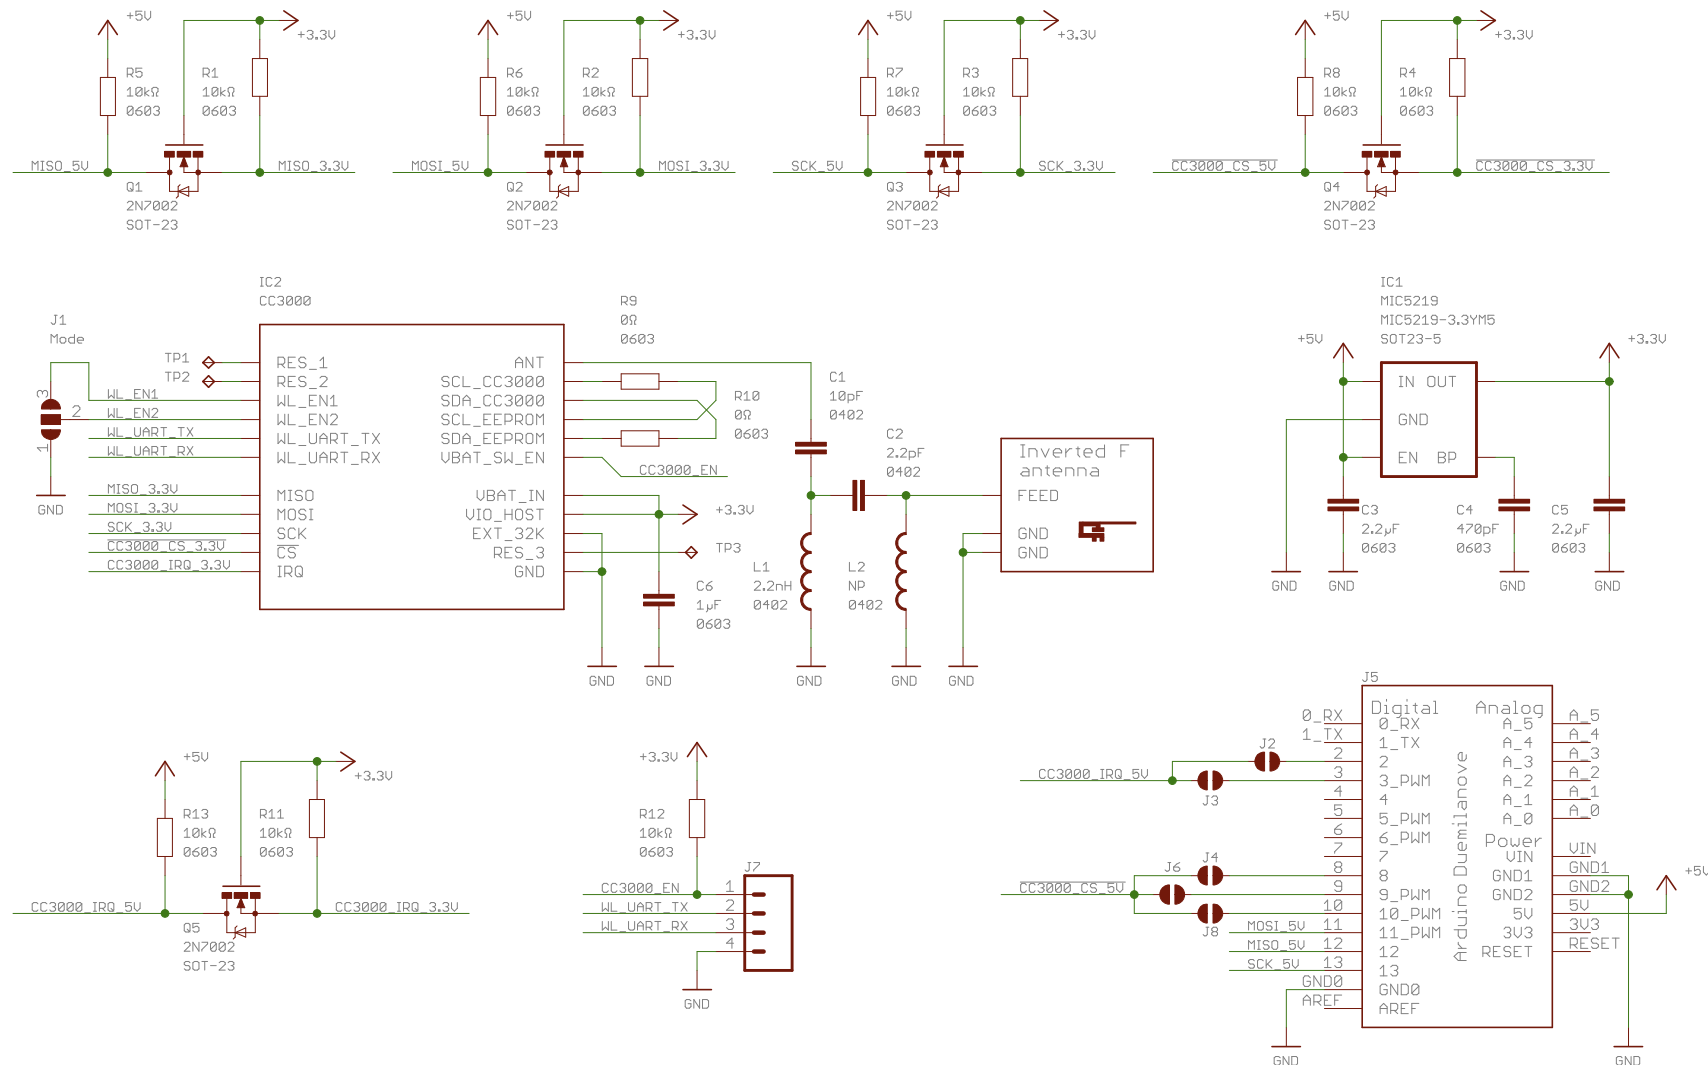 +5V
+3.3V
R5
10kΩ
0603
R1
10kΩ
0603
MISO_5V
MISO_3.3V
Q1
2N7002
SOT-23
+5V
+3.3V
R6
10kΩ
0603
R2
10kΩ
0603
MOSI_5V
MOSI_3.3V
Q2
2N7002
SOT-23
+5V
+3.3V
R7
10kΩ
0603
R3
10kΩ
0603
SCK_5V
SCK_3.3V
Q3
2N7002
SOT-23
+5V
+3.3V
R8
10kΩ
0603
R4
10kΩ
0603
CC3000_CS_5V
CC3000_CS_3.3V
Q4
2N7002
SOT-23
J1
Mode
3
2
1
GND
IC2
CC3000
TP1
TP2
WL_EN1
WL_EN2
WL_UART_TX
WL_UART_RX
MISO_3.3V
MOSI_3.3V
SCK_3.3V
CC3000_CS_3.3V
CC3000_IRQ_3.3V
RES_1
RES_2
WL_EN1
WL_EN2
WL_UART_TX
WL_UART_RX
MISO
MOSI
SCK
CS
IRQ
ANT
SCL_CC3000
SDA_CC3000
SCL_EEPROM
SDA_EEPROM
VBAT_SW_EN
VBAT_IN
VIO_HOST
EXT_32K
RES_3
GND
R9
0Ω
0603
R10
0Ω
0603
CC3000_EN
+3.3V
TP3
C6
1µF
0603
GND
GND
C1
10pF
0402
C2
2.2pF
0402
L1
2.2nH
0402
L2
NP
0402
GND
GND
GND
Inverted F
antenna
FEED
GND
GND
IC1
MIC5219
MIC5219-3.3YM5
SOT23-5
+5V
+3.3V
IN OUT
GND
EN BP
C3
2.2µF
0603
C4
470pF
0603
C5
2.2µF
0603
GND
GND
GND
GND
+5V
+3.3V
R13
10kΩ
0603
R11
10kΩ
0603
CC3000_IRQ_5V
CC3000_IRQ_3.3V
Q5
2N7002
SOT-23
+3.3V
R12
10kΩ
0603
J7
CC3000_EN
WL_UART_TX
WL_UART_RX
1
2
3
4
GND
J5
Digital
Analog
Arduino Duemilanove
0_RX
1_TX
2
3
4
5
6
7
8
9
10
11
12
13
GND0
AREF
0_RX
1_TX
2
3_PWM
4
5_PWM
6_PWM
7
8
9_PWM
10_PWM
11_PWM
12
13
GND0
AREF
A_5
A_4
A_3
A_2
A_1
A_0
Power
VIN
GND1
GND2
5V
3V3
RESET
A_5
A_4
A_3
A_2
A_1
A_0
VIN
GND1
GND2
5V
3V3
RESET
+5V
J2
CC3000_IRQ_5V
J3
J4
J6
CC3000_CS_5V
J8
MOSI_5V
MISO_5V
SCK_5V
GND
GND